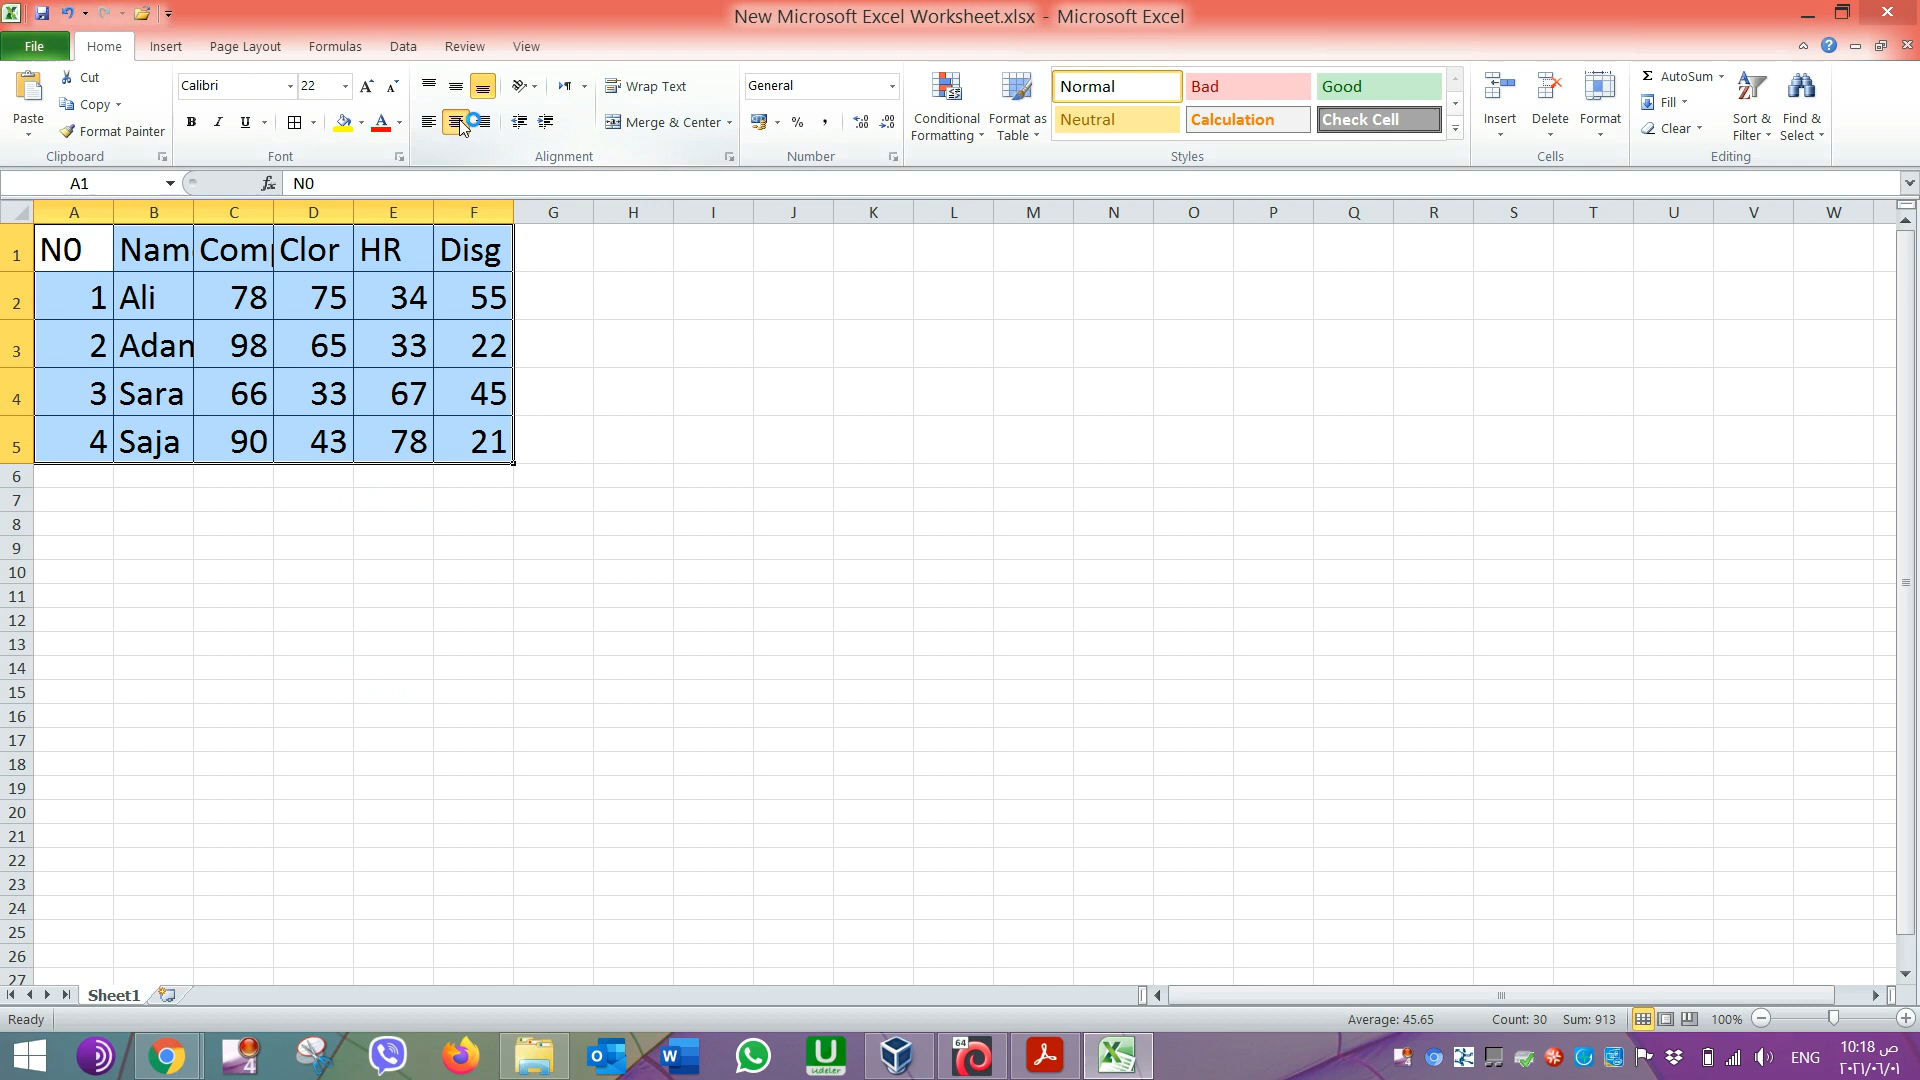 New Microsoft Excel Worksheet.xlsx - Microsoft Excel
File Home Insert Page Layout Formulas Data Review View
Paste
Cut
Copy
Format Painter
Clipboard
Calibri 22
B I U A
Font
Wrap Text
Merge & Center
Alignment
General
%
Number
Conditional Formatting
Format as Table
Normal Bad Good
Neutral Calculation Check Cell
Styles
Insert Delete Format
Cells
Σ AutoSum
Fill
Clear
Sort & Filter
Find & Select
Editing
A1 fx N0
A B C D E F G H I J K L M N O P Q R S T U V W
1 N0 Nam Com Clor HR Disg
2 1 Ali 78 75 34 55
3 2 Adan 98 65 33 22
4 3 Sara 66 33 67 45
5 4 Saja 90 43 78 21
6
7
8
9
10
11
12
13
14
15
16
17
18
19
20
21
22
23
24
25
26
27
Sheet1
Ready Average: 45.65 Count: 30 Sum: 913 100%
4 W UDELER 64 ENG
10:18 ص
٢٠٢١/٠٦/٠١